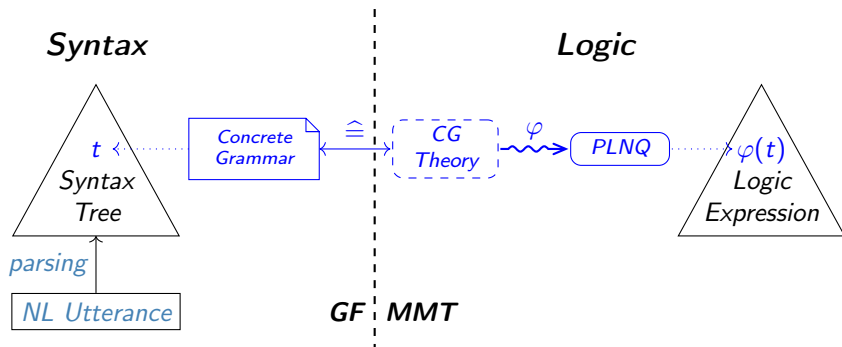 Syntax
Logic
t
Syntax
Tree
Concrete
Grammar
≙
CG
Theory
φ
PLNQ
φ(t)
Logic
Expression
parsing
NL Utterance
GF
MMT